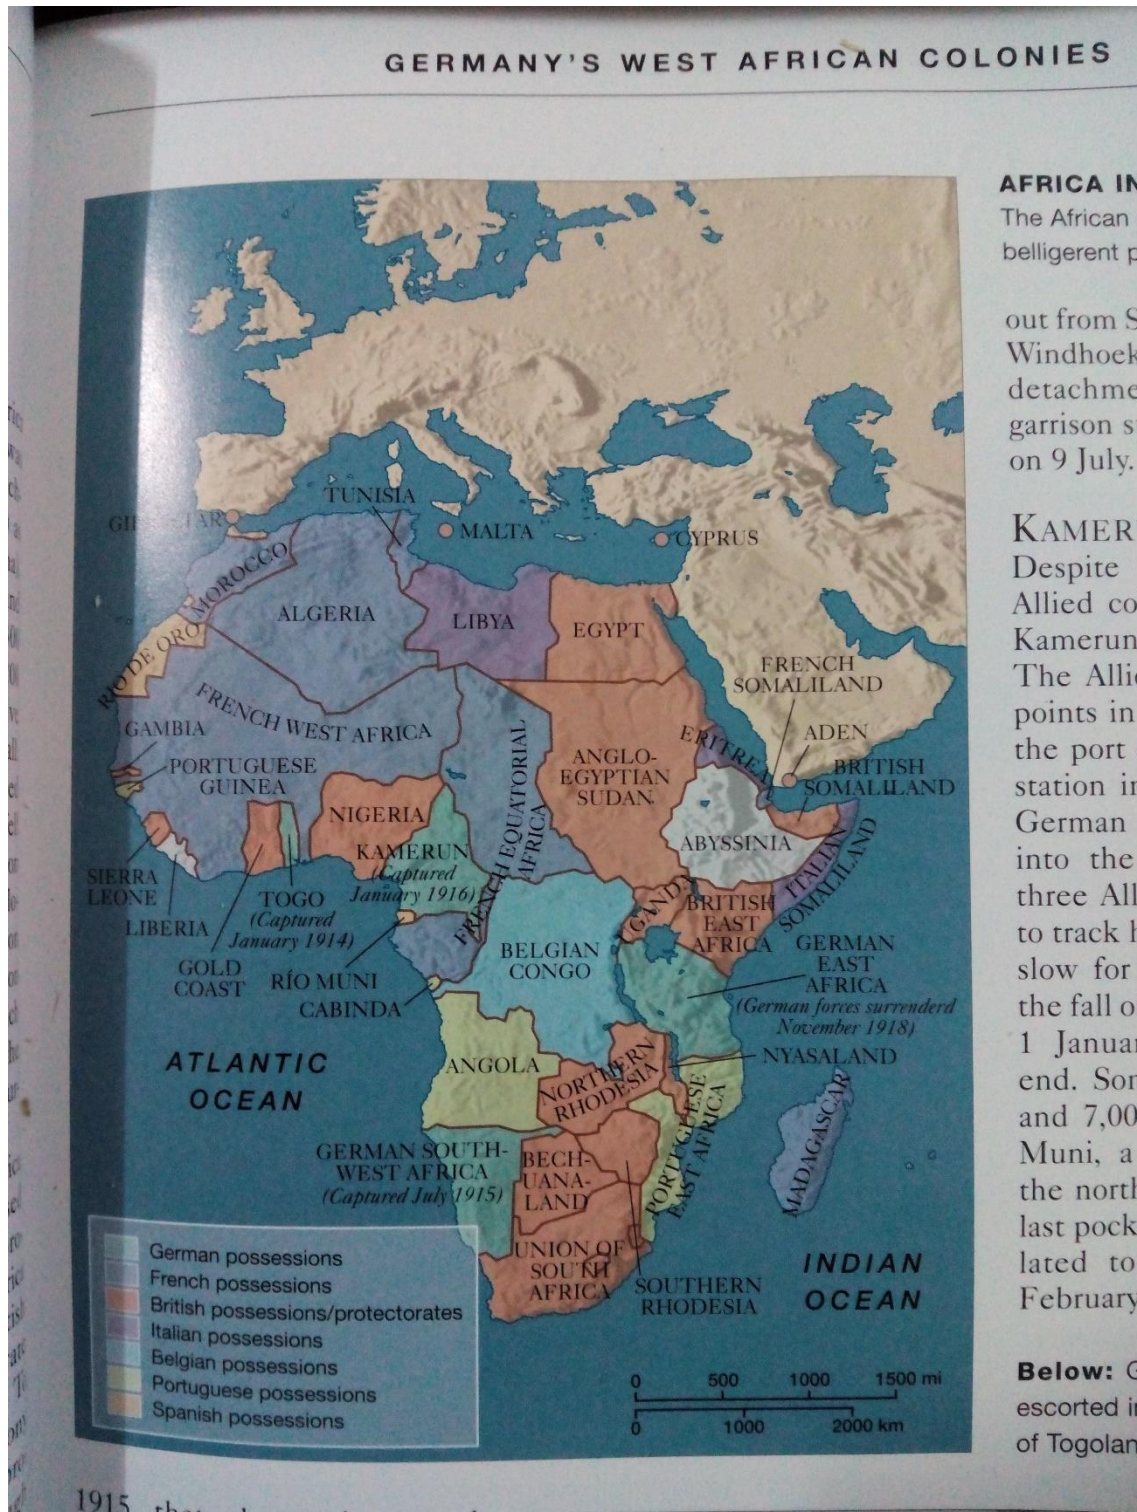 GERMANY'S WEST AFRICAN COLONIES
TUNISIA
MALTA
CYPRUS
MOROCCO
ALGERIA
LIBYA
EGYPT
RIO DE ORO
FRENCH WEST AFRICA
FRENCH
SOMALILAND
GAMBIA
PORTUGUESE
GUINEA
ERITREA
ADEN
BRITISH
SOMALILAND
ANGLO-
EGYPTIAN
SUDAN
FRENCH EQUATORIAL
AFRICA
NIGERIA
KAMERUN
(Captured
January 1916)
ABYSSINIA
ITALIAN
SOMALILAND
SIERRA
LEONE
LIBERIA
TOGO
(Captured
January 1914)
GOLD
COAST
RÍO MUNI
CABINDA
UGANDA
BRITISH
EAST
AFRICA
BELGIAN
CONGO
GERMAN
EAST
AFRICA
(German forces surrenderd
November 1918)
ATLANTIC
OCEAN
ANGOLA
NORTHERN
RHODESIA
NYASALAND
PORTUGUESE
EAST AFRICA
MADAGASCAR
GERMAN SOUTH-
WEST AFRICA
(Captured July 1915)
BECH-
UANA-
LAND
UNION OF
SOUTH
AFRICA
SOUTHERN
RHODESIA
INDIAN
OCEAN
German possessions
French possessions
British possessions/protectorates
Italian possessions
Belgian possessions
Portuguese possessions
Spanish possessions
0 500 1000 1500 mi
0 1000 2000 km
AFRICA IN
The African
belligerent p
out from S
Windhoek
detachme
garrison s
on 9 July.
KAMER
Despite
Allied co
Kamerun
The Allie
points in
the port
station in
German
into the
three All
to track h
slow for
the fall o
1 Januar
end. Son
and 7,00
Muni, a
the north
last pock
lated to
February
Below: G
escorted i
of Togolan
1915